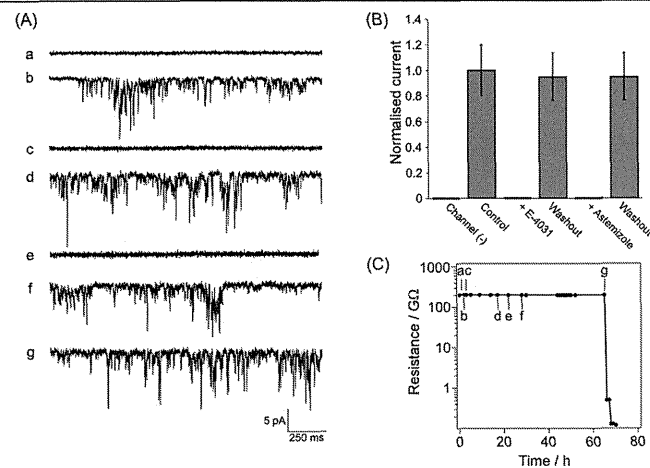 (A)
a
b
c
d
e
f
g
5 pA
250 ms
(B)
Normalised current
1.4
1.2
1.0
0.8
0.6
0.4
0.2
0
Channel (-)
Control
+ E-4031
Washout
+ Astemizole
Washout
(C)
Resistance / GΩ
1000
100
10
1
ac
g
b
d
e
f
0
20
40
60
80
Time / h